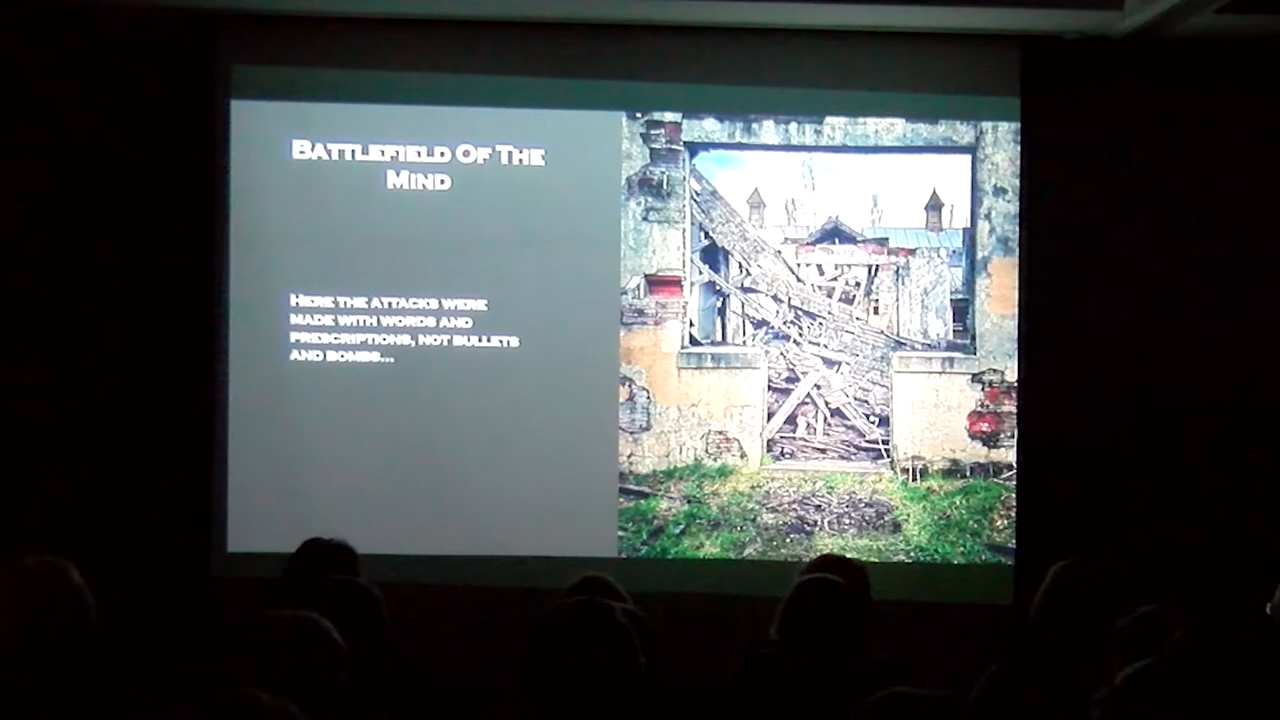 Battlefield Of The
Mind
Here the attacks were
made with words and
prescriptions, not bullets
and bombs...